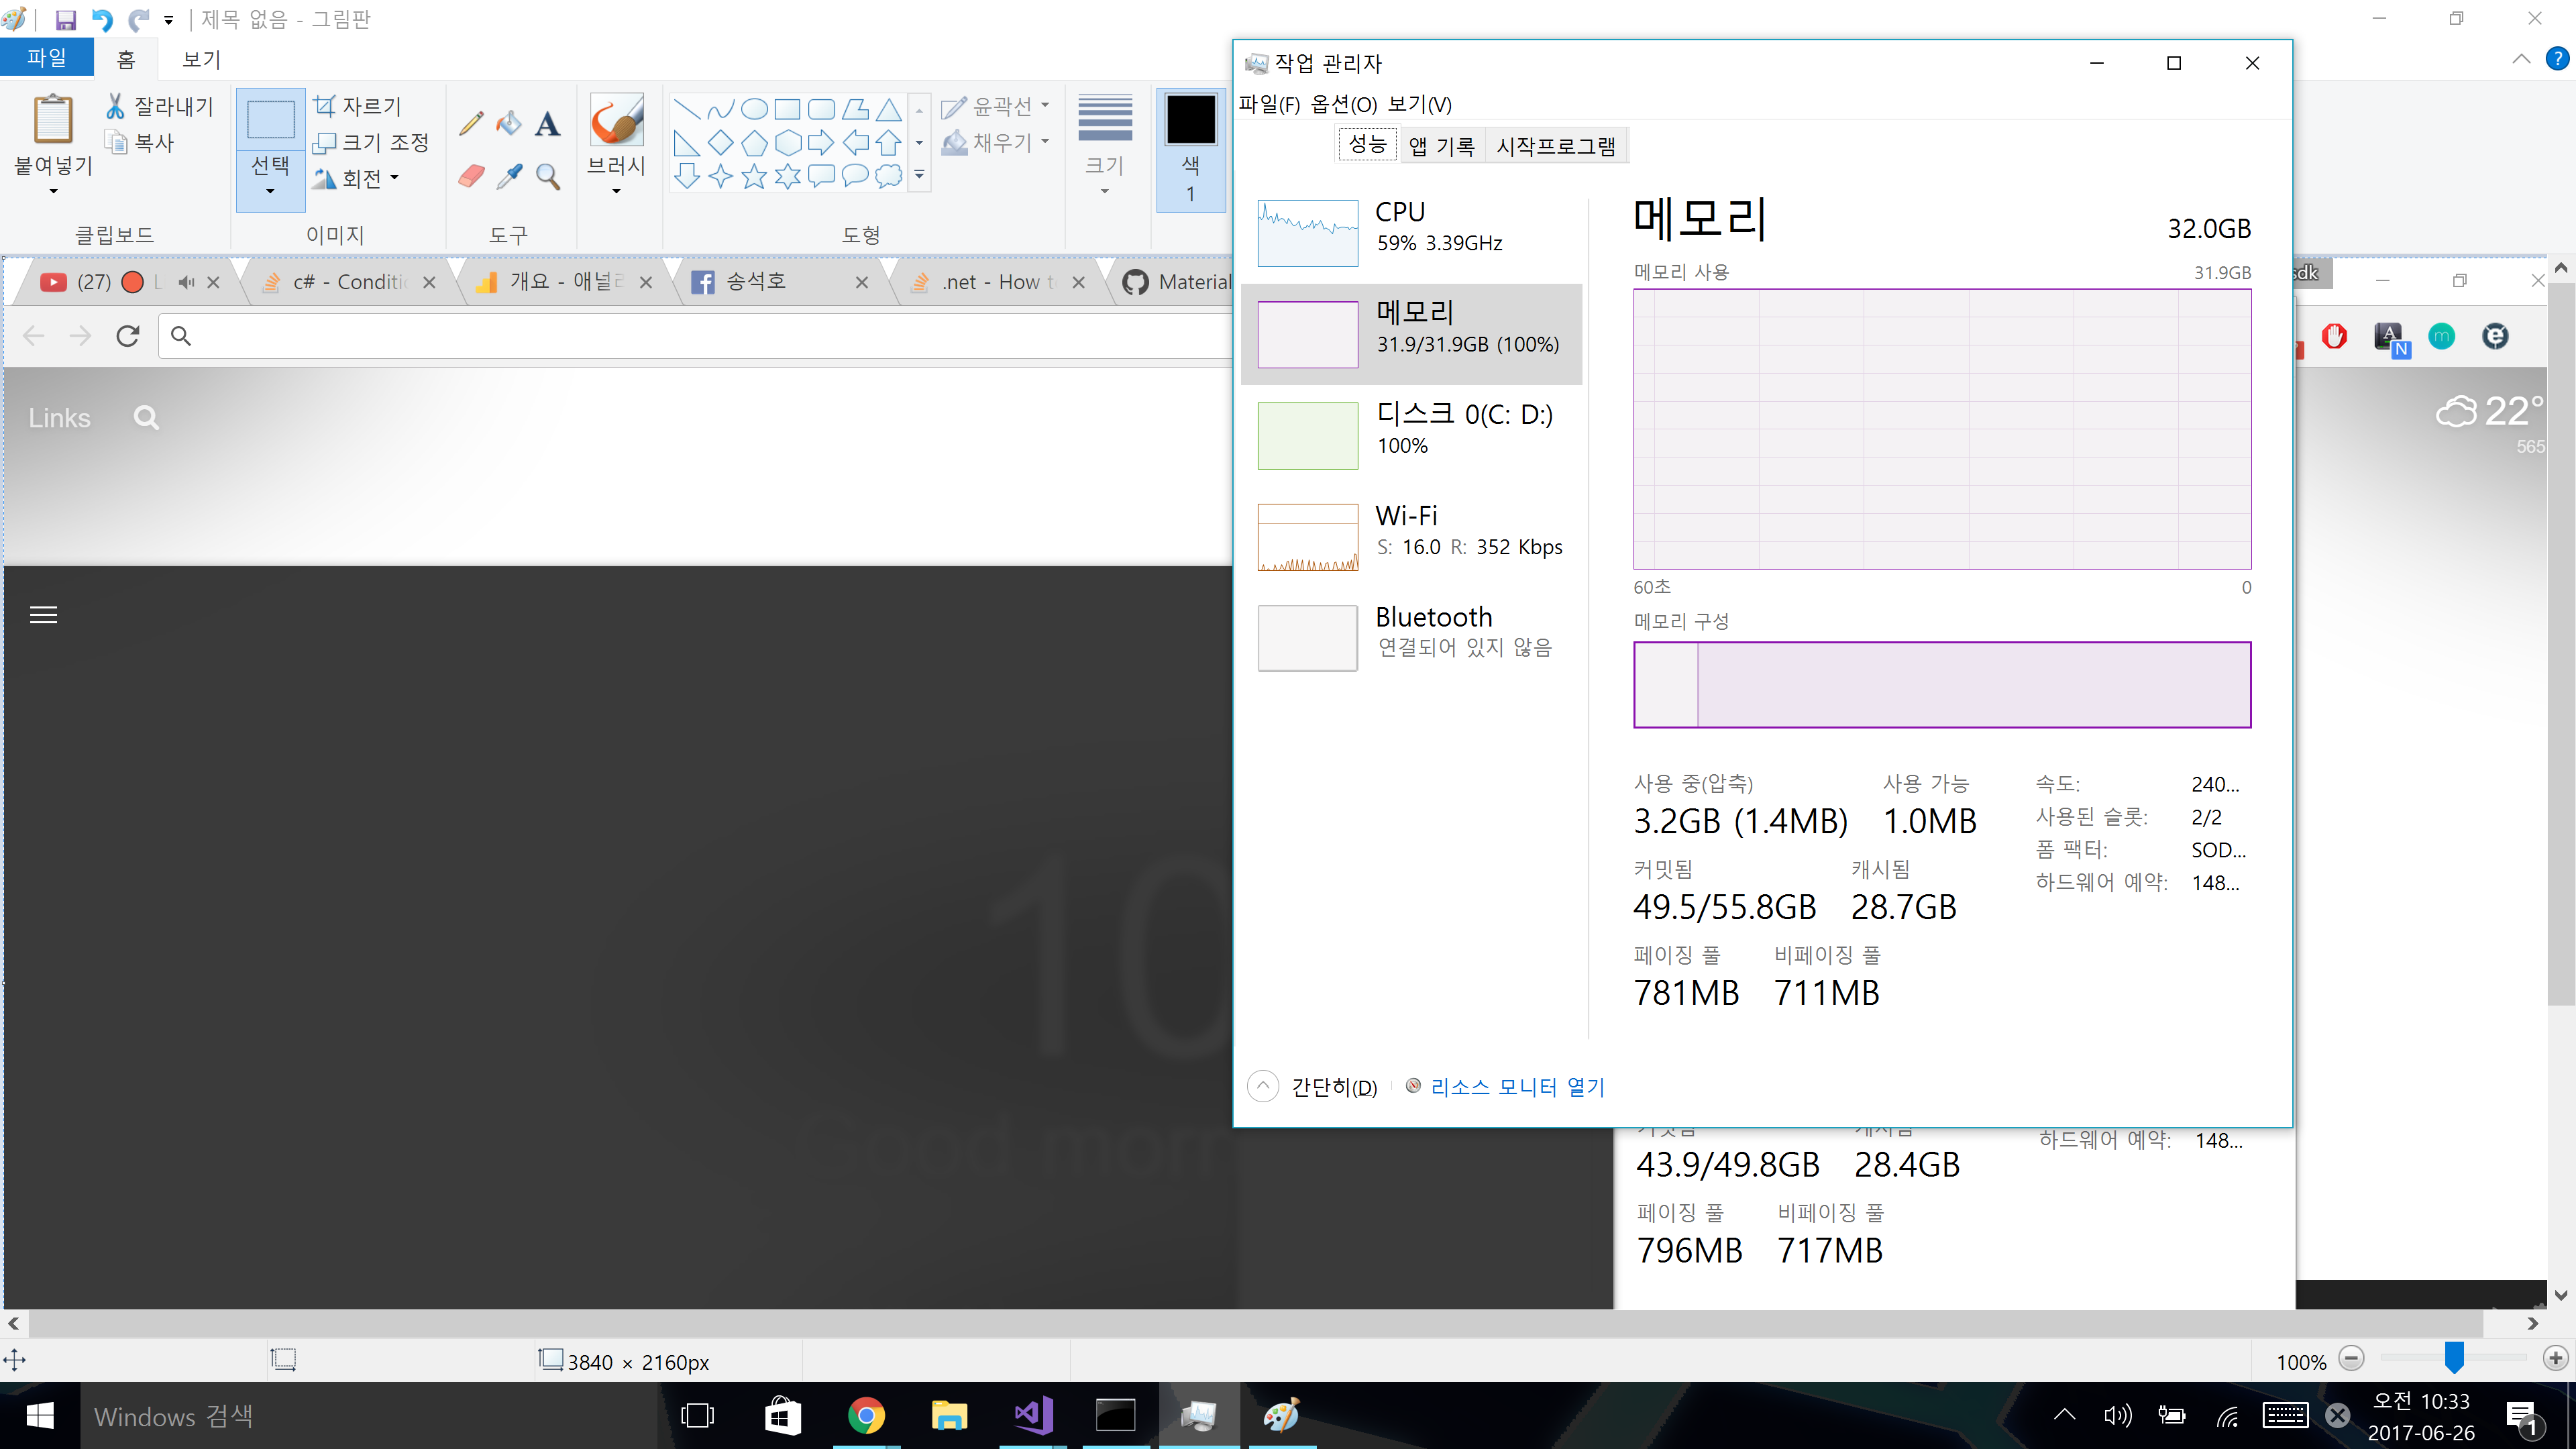 제목 없음 - 그림판
파일 홈 보기
붙여넣기
잘라내기
복사
클립보드
선택
자르기
크기 조정
회전
이미지
A
도구
브러시
도형
윤곽선
채우기
크기
색
1
(27)
c# - Conditic
개요 - 애널리
송석호
.net - How t
Material
sdk
Links
22°
565
10
Good morn
작업 관리자
파일(F) 옵션(O) 보기(V)
성능 앱 기록 시작프로그램
CPU
59% 3.39GHz
메모리
31.9/31.9GB (100%)
디스크 0(C: D:)
100%
Wi-Fi
S: 16.0 R: 352 Kbps
Bluetooth
연결되어 있지 않음
메모리 32.0GB
메모리 사용 31.9GB
60초 0
메모리 구성
사용 중(압축) 사용 가능
3.2GB (1.4MB) 1.0MB
커밋됨 캐시됨
49.5/55.8GB 28.7GB
페이징 풀 비페이징 풀
781MB 711MB
속도: 240...
사용된 슬롯: 2/2
폼 팩터: SOD...
하드웨어 예약: 148...
간단히(D) 리소스 모니터 열기
하드웨어 예약: 148...
43.9/49.8GB 28.4GB
페이징 풀 비페이징 풀
796MB 717MB
3840 × 2160px
100%
Windows 검색
오전 10:33
2017-06-26
1